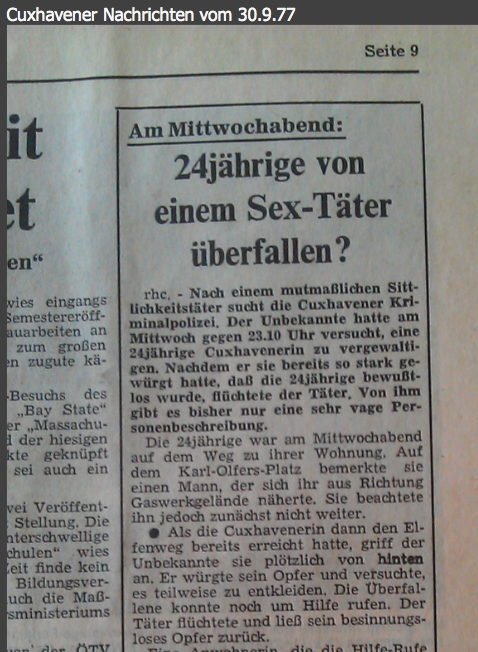 Cuxhavener Nachrichten vom 30.9.77
Seite 9
it
et
en“
wies eingangs
Semestereröff-
auarbeiten an
zum großen
en zugute kä-
-Besuchs des
„Bay State“
er „Massachu-
d der hiesigen
kte geknüpft
sei auch ein
wei Veröffent-
Stellung. Die
nterschwellige
chulen“ wies
Zeit finde kein
Bildungsver-
uch die Maß-
sministeriums
der ÖTV
Am Mittwochabend:
24jährige von
einem Sex-Täter
überfallen?
rhc. - Nach einem mutmaßlichen Sitt-
lichkeitstäter sucht die Cuxhavener Kri-
minalpolizei. Der Unbekannte hatte am
Mittwoch gegen 23.10 Uhr versucht, eine
24jährige Cuxhavenerin zu vergewalti-
gen. Nachdem er sie bereits so stark ge-
würgt hatte, daß die 24jährige bewußt-
los wurde, flüchtete der Täter. Von ihm
gibt es bisher nur eine sehr vage Per-
sonenbeschreibung.
Die 24jährige war am Mittwochabend
auf dem Weg zu ihrer Wohnung. Auf
dem Karl-Olfers-Platz bemerkte sie
einen Mann, der sich ihr aus Richtung
Gaswerkgelände näherte. Sie beachtete
ihn jedoch zunächst nicht weiter.
● Als die Cuxhavenerin dann den El-
fenweg bereits erreicht hatte, griff der
Unbekannte sie plötzlich von hinten
an. Er würgte sein Opfer und versuchte,
es teilweise zu entkleiden. Die Überfal-
lene konnte noch um Hilfe rufen. Der
Täter flüchtete und ließ sein besinnungs-
loses Opfer zurück.
Eine Anwohnerin, die die Hilfe-Rufe